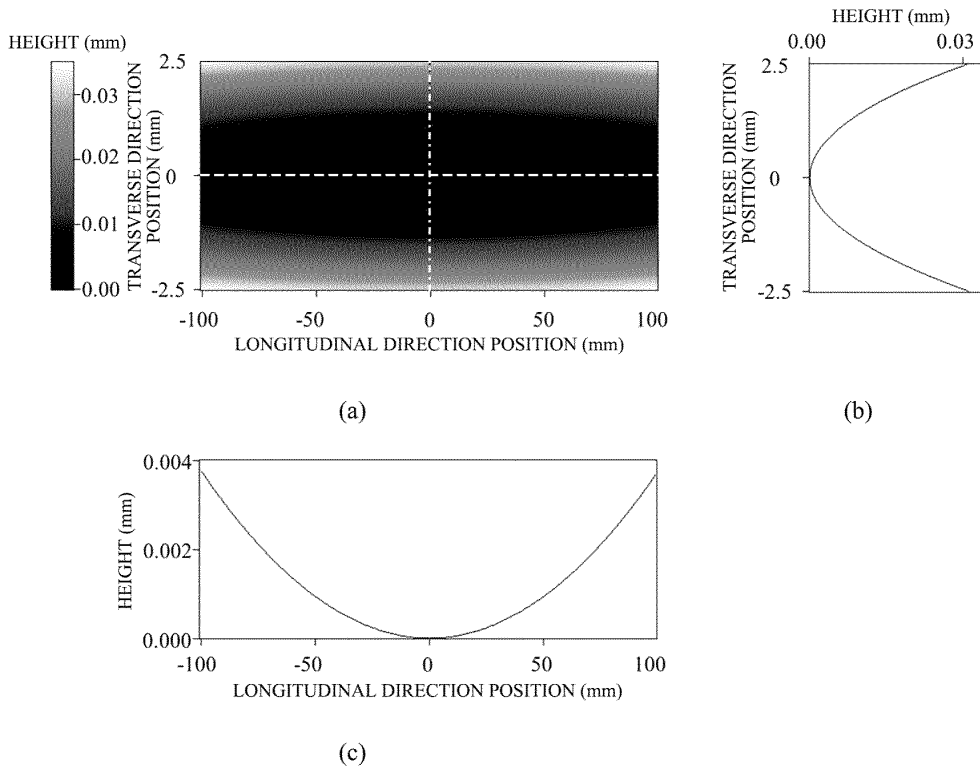 HEIGHT (mm)
0.03
0.02
0.01
0.00
TRANSVERSE DIRECTION
POSITION (mm)
2.5
0
-2.5
-100
-50
0
50
100
LONGITUDINAL DIRECTION POSITION (mm)
(a)
HEIGHT (mm)
0.00
0.03
TRANSVERSE DIRECTION
POSITION (mm)
2.5
0
-2.5
(b)
HEIGHT (mm)
0.004
0.002
0.000
-100
-50
0
50
100
LONGITUDINAL DIRECTION POSITION (mm)
(c)